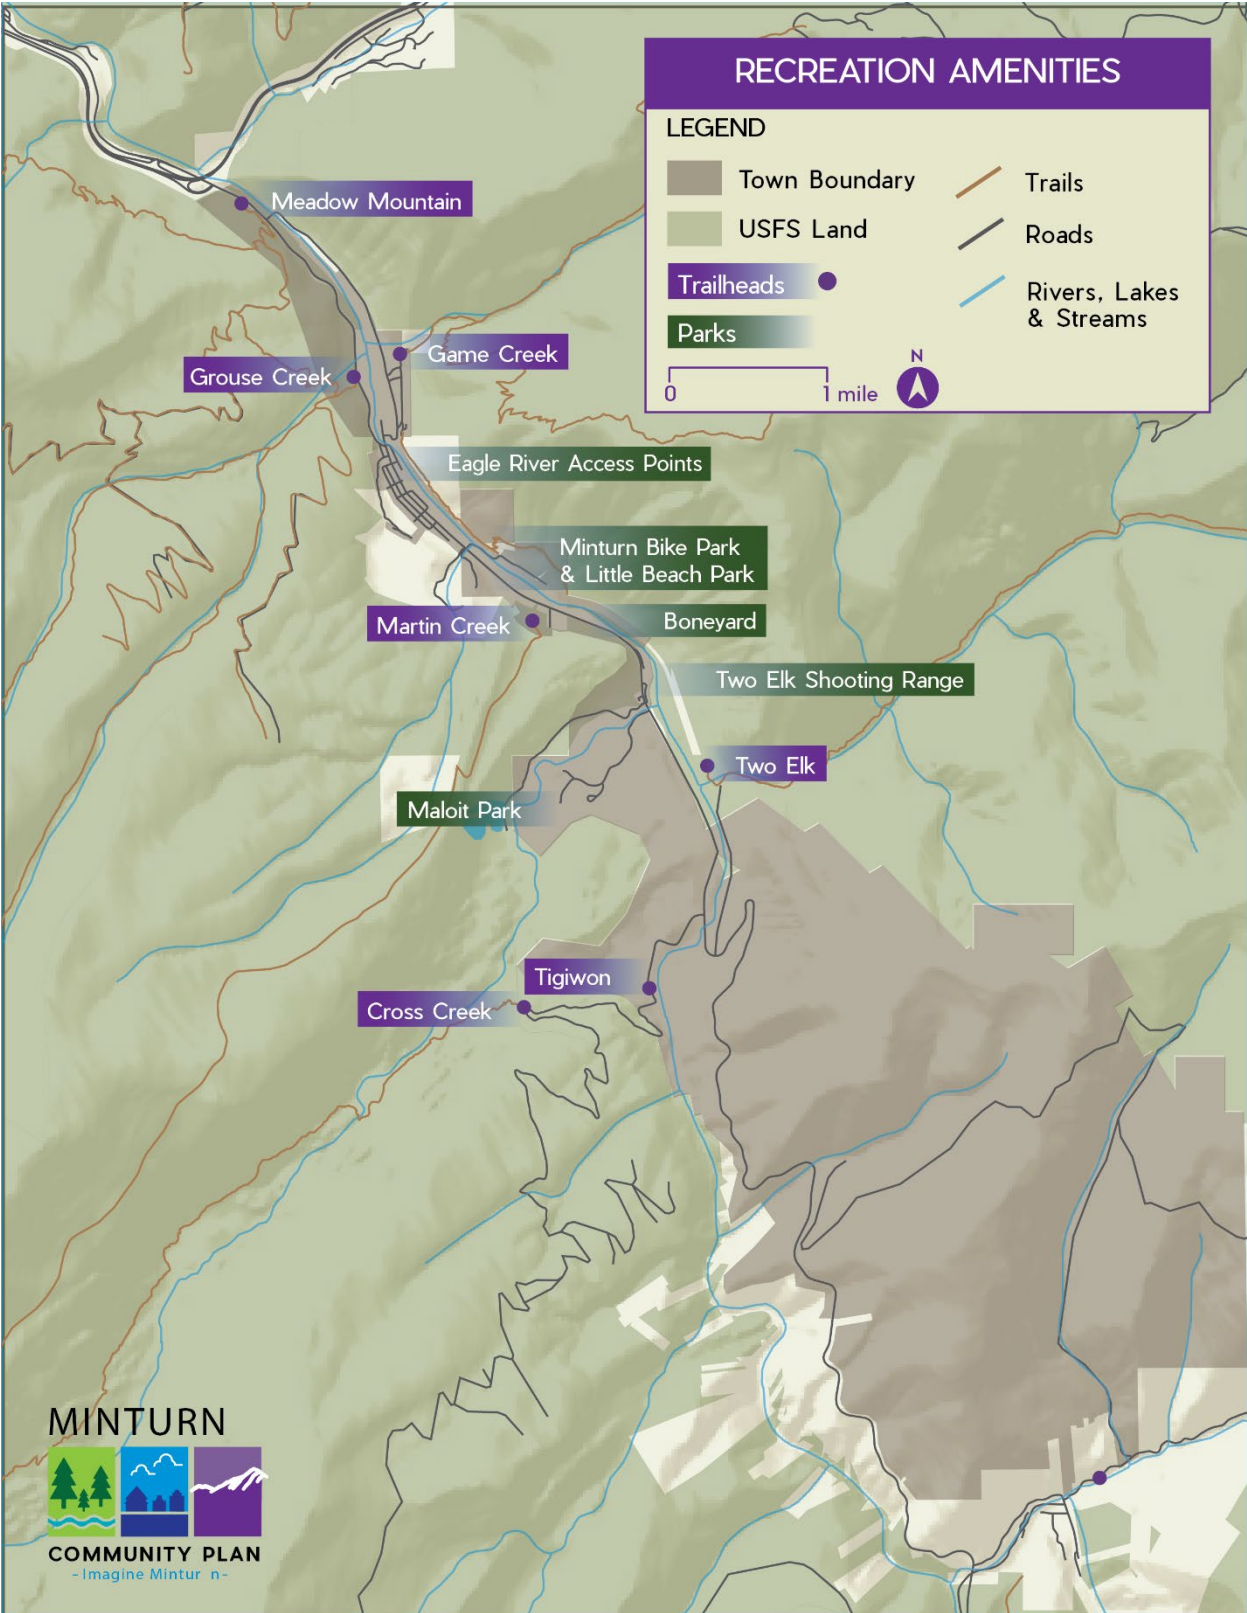 RECREATION AMENITIES
LEGEND
Town Boundary
USFS Land
Trailheads
Parks
Trails
Roads
Rivers, Lakes
& Streams
0
1 mile
N
Meadow Mountain
Game Creek
Grouse Creek
Eagle River Access Points
Minturn Bike Park
& Little Beach Park
Martin Creek
Boneyard
Two Elk Shooting Range
Two Elk
Maloit Park
Tigiwon
Cross Creek
MINTURN
COMMUNITY PLAN
- Imagine Mintur n-